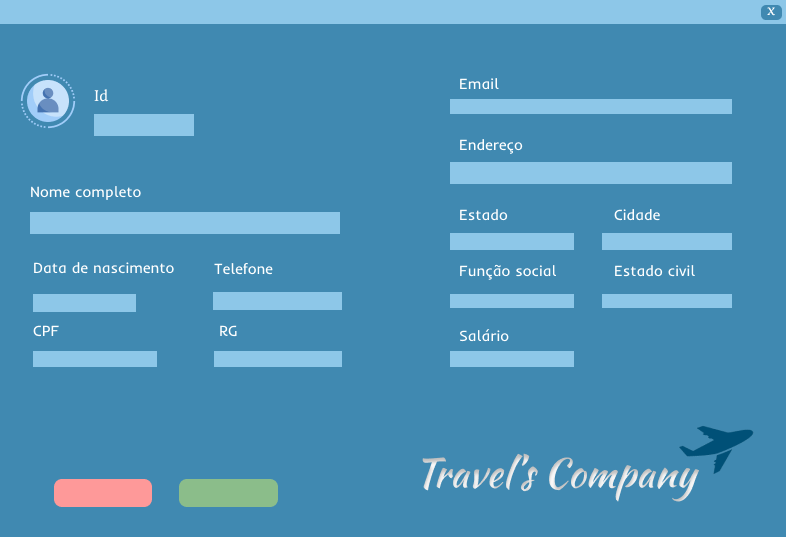 X
Id
Nome completo
Data de nascimento
Telefone
CPF
RG
Email
Endereço
Estado
Cidade
Função social
Estado civil
Salário
Travel's Company